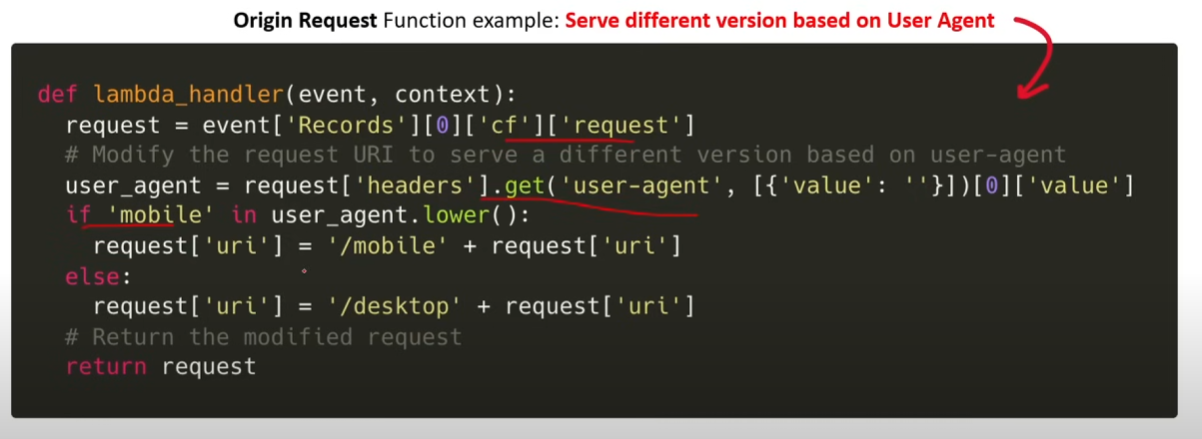 Origin Request Function example: Serve different version based on User Agent
def lambda_handler(event, context):
request = event['Records'][0]['cf']['request']
# Modify the request URI to serve a different version based on user-agent
user_agent = request['headers'].get('user-agent', [{'value': ''}])[0]['value']
if 'mobile' in user_agent.lower():
request['uri'] = '/mobile' + request['uri']
else:
request['uri'] = '/desktop' + request['uri']
# Return the modified request
return request